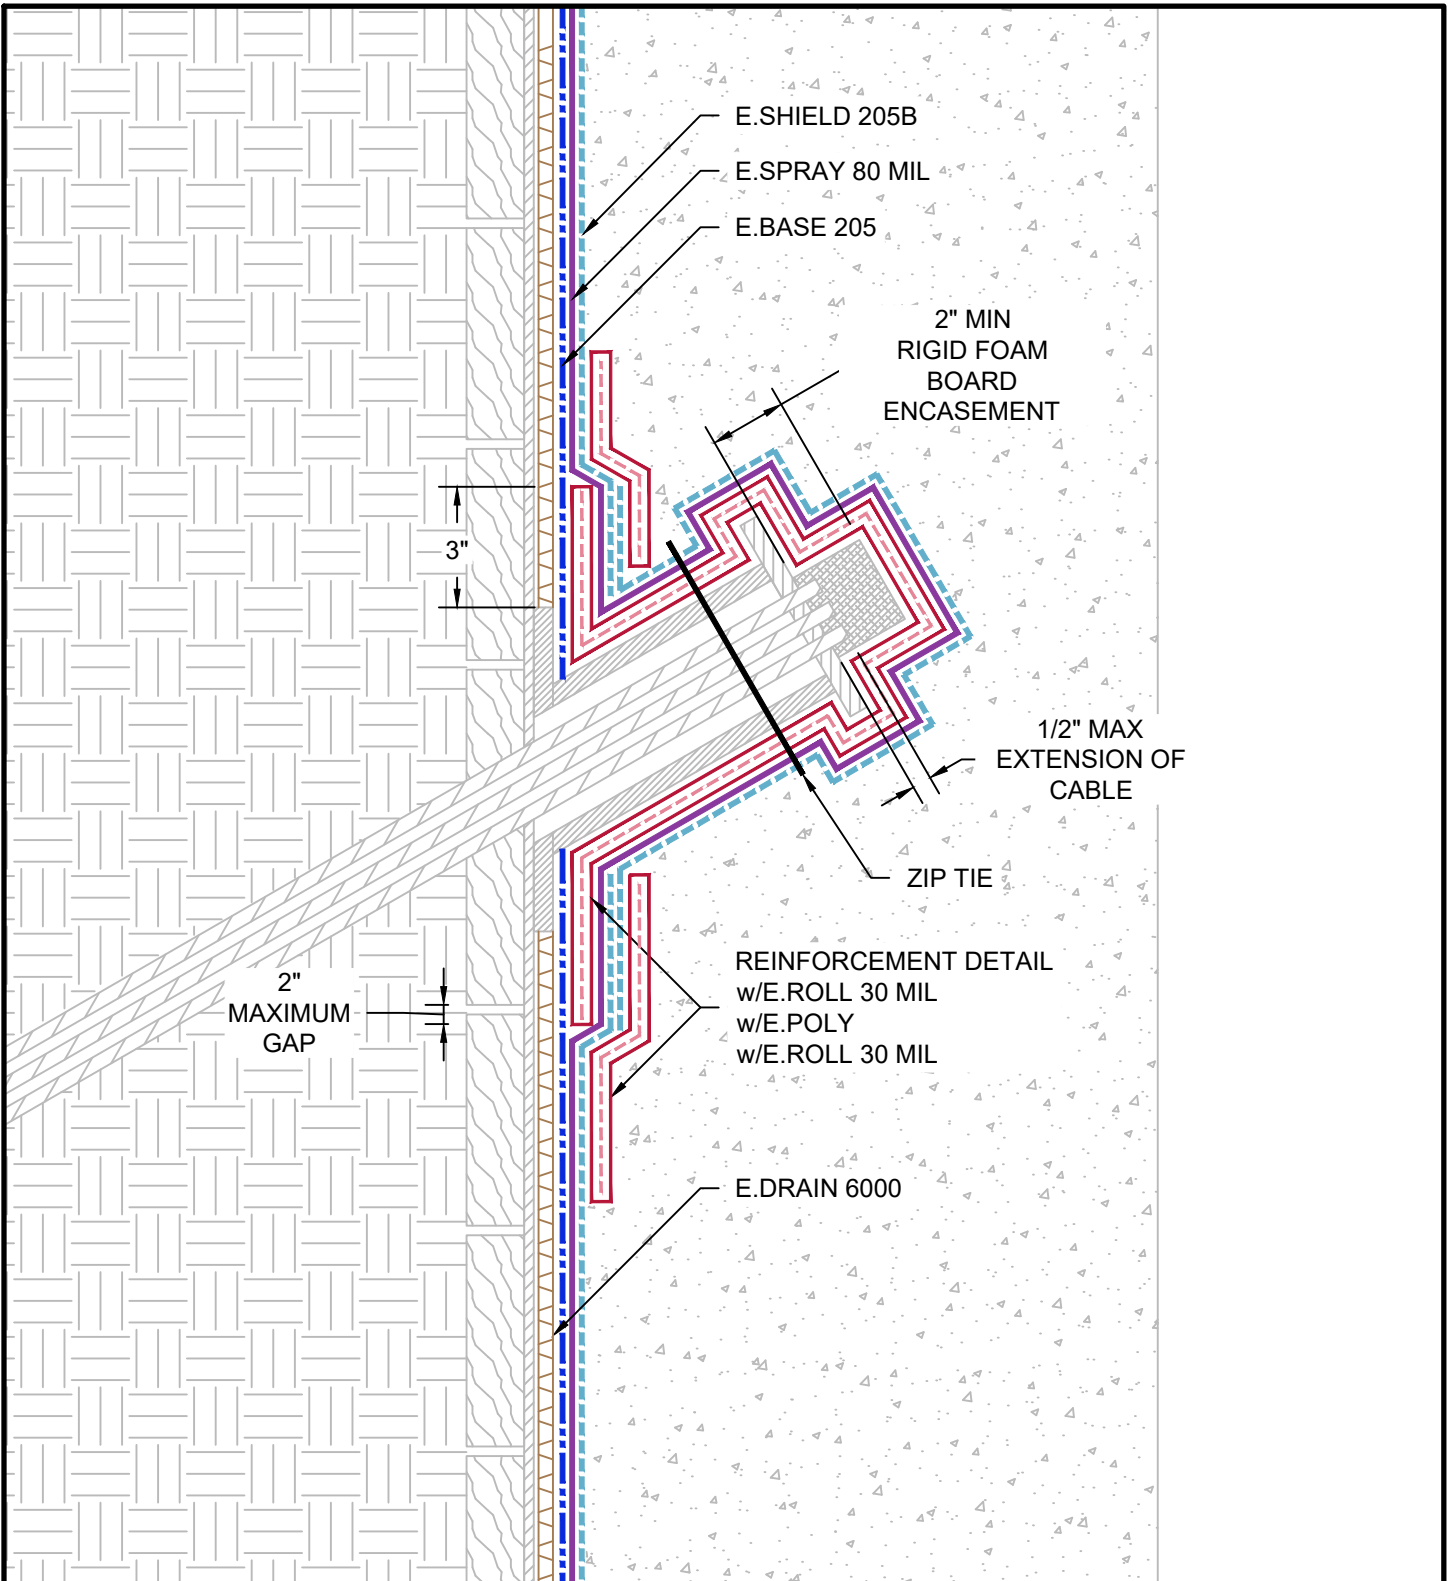 E.SHIELD 205B
E.SPRAY 80 MIL
E.BASE 205
2" MIN
RIGID FOAM
BOARD
ENCASEMENT
3"
1/2" MAX
EXTENSION OF
CABLE
ZIP TIE
REINFORCEMENT DETAIL
w/E.ROLL 30 MIL
w/E.POLY
w/E.ROLL 30 MIL
2"
MAXIMUM
GAP
E.DRAIN 6000